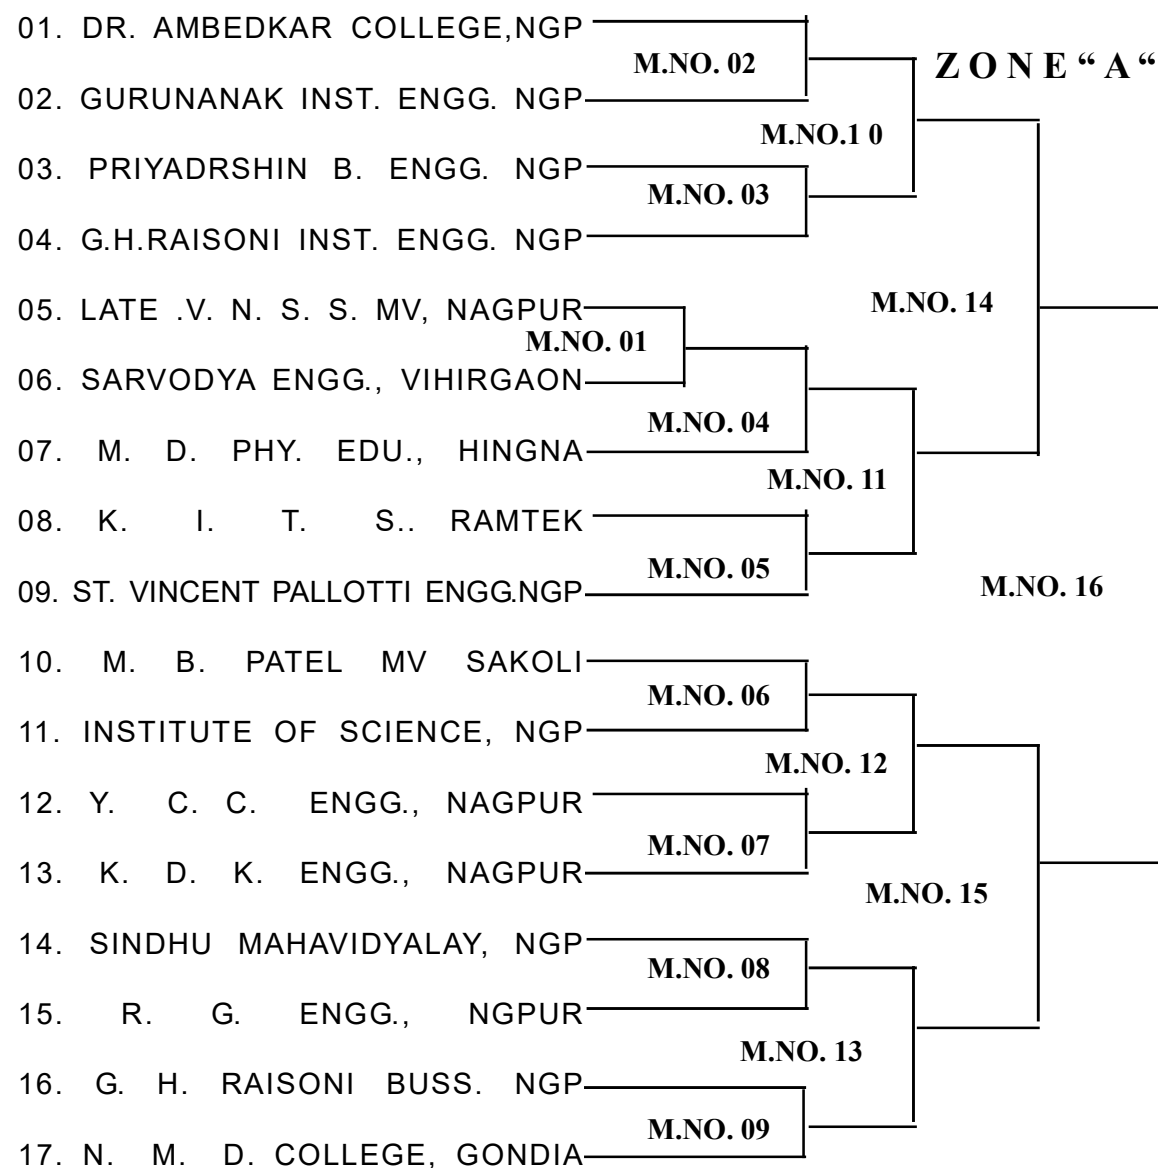 01. DR. AMBEDKAR COLLEGE,NGP
M.NO. 02
Z O N E “ A “
02. GURUNANAK INST. ENGG. NGP
M.NO.1 0
03. PRIYADRSHIN B. ENGG. NGP
M.NO. 03
04. G.H.RAISONI INST. ENGG. NGP
05. LATE .V. N. S. S. MV, NAGPUR
M.NO. 14
M.NO. 01
06. SARVODYA ENGG., VIHIRGAON
M.NO. 04
07. M. D. PHY. EDU., HINGNA
M.NO. 11
08. K. I. T. S.. RAMTEK
M.NO. 05
09. ST. VINCENT PALLOTTI ENGG.NGP
M.NO. 16
10. M. B. PATEL MV SAKOLI
M.NO. 06
11. INSTITUTE OF SCIENCE, NGP
M.NO. 12
12. Y. C. C. ENGG., NAGPUR
M.NO. 07
13. K. D. K. ENGG., NAGPUR
M.NO. 15
14. SINDHU MAHAVIDYALAY, NGP
M.NO. 08
15. R. G. ENGG., NGPUR
M.NO. 13
16. G. H. RAISONI BUSS. NGP
M.NO. 09
17. N. M. D. COLLEGE, GONDIA